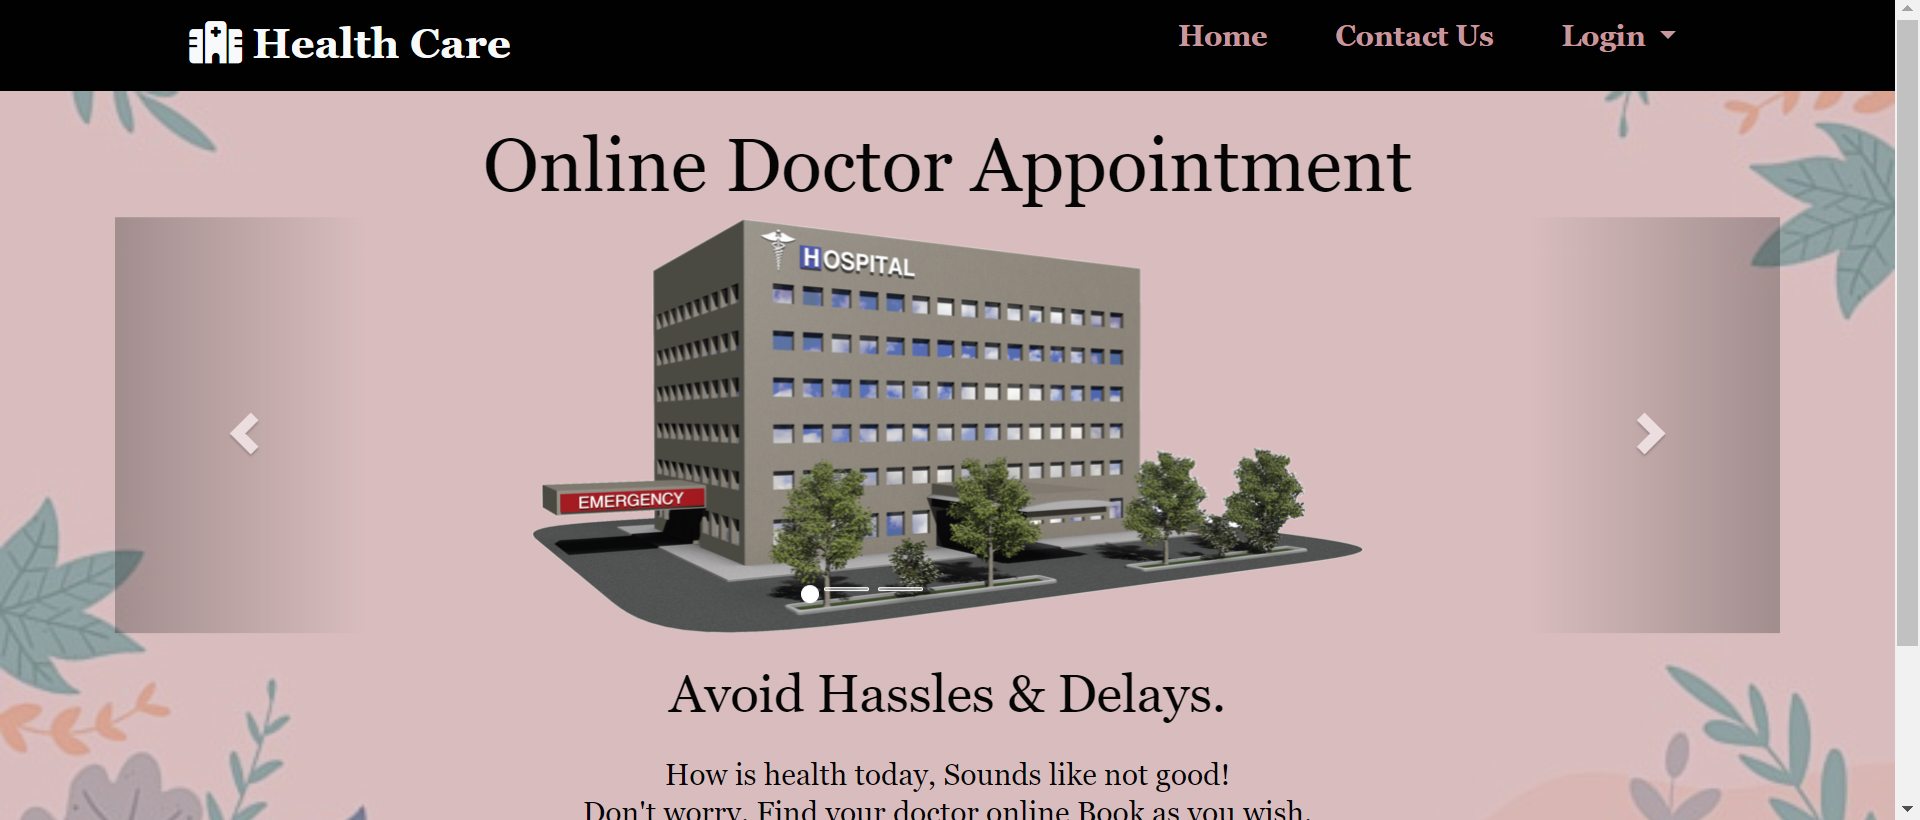 Health Care
Home
Contact Us
Login
Online Doctor Appointment
HOSPITAL
EMERGENCY
Avoid Hassles & Delays.
How is health today, Sounds like not good!
Don't worry. Find your doctor online Book as you wish.